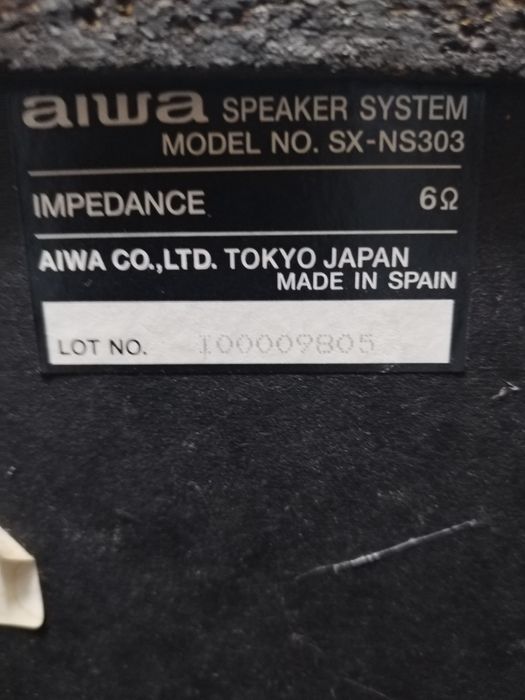 aiwa SPEAKER SYSTEM
MODEL NO. SX-NS303
IMPEDANCE 6Ω
AIWA CO.,LTD. TOKYO JAPAN
MADE IN SPAIN
LOT NO. I00009805